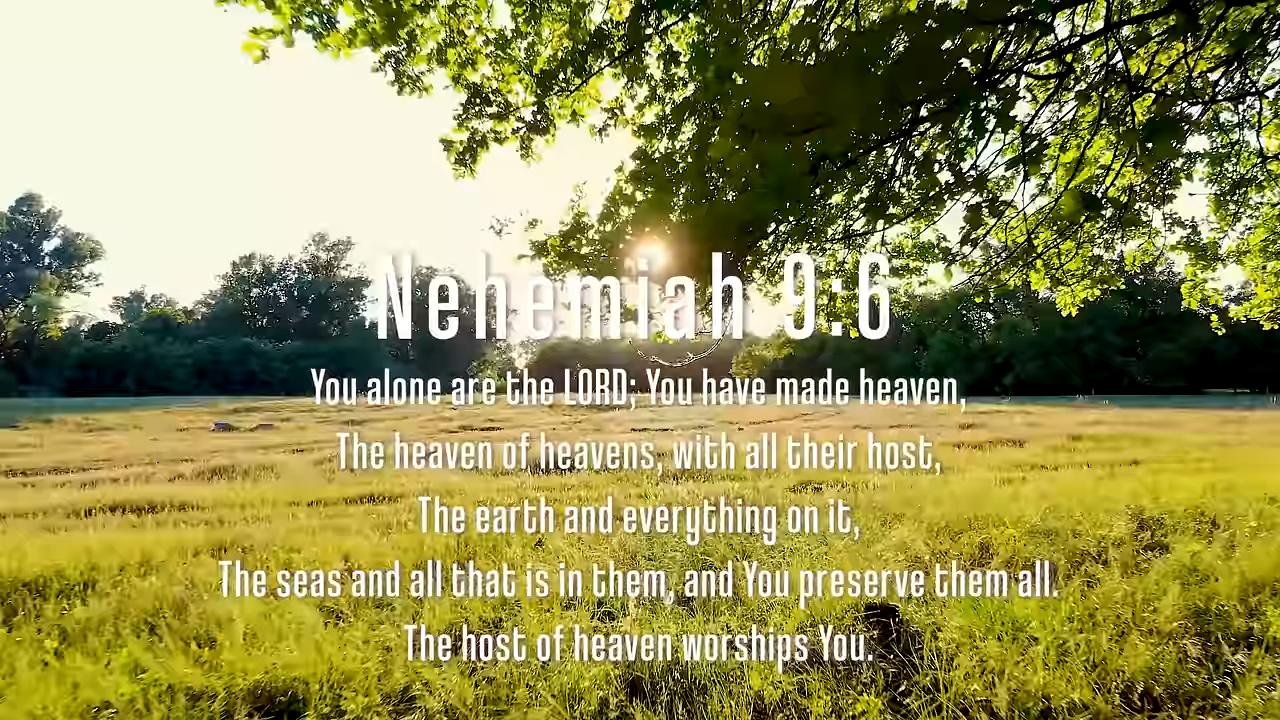 Nehemiah 9:6
You alone are the LORD; You have made heaven,
The heaven of heavens, with all their host,
The earth and everything on it,
The seas and all that is in them, and You preserve them all.
The host of heaven worships You.